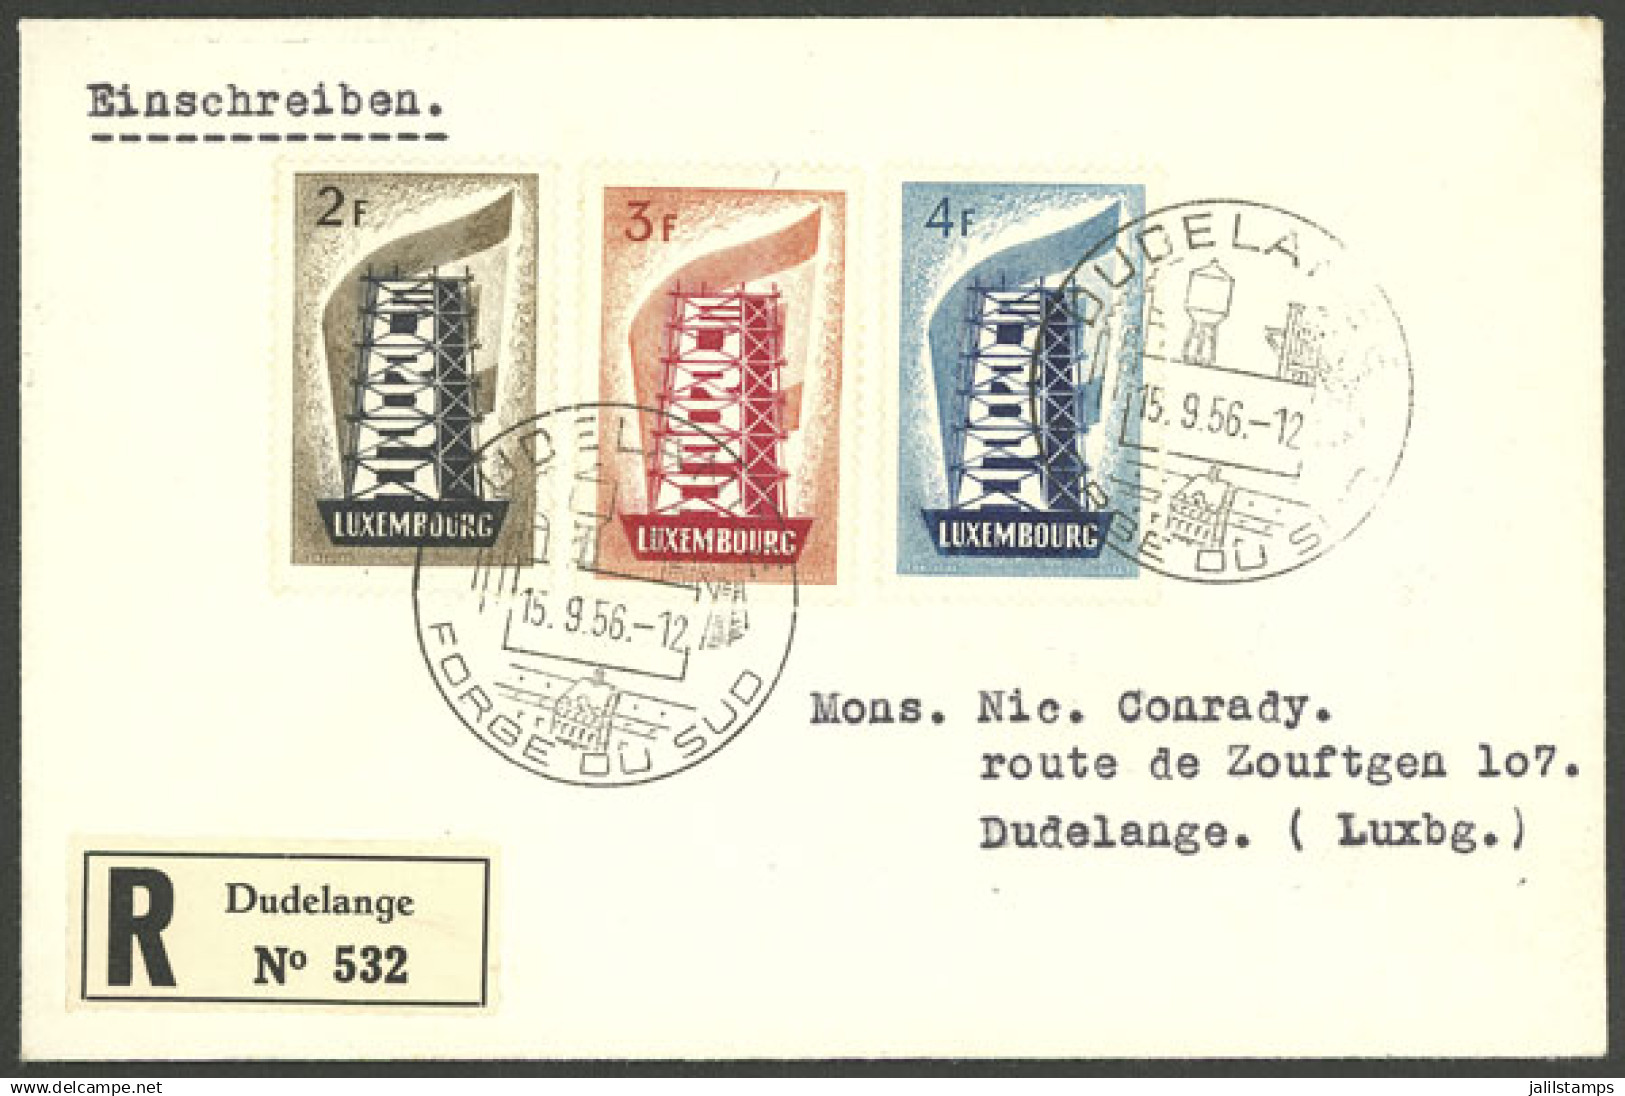 Einschreiben.
2F
LUXEMBOURG
3F
LUXEMBOURG
4F
LUXEMBOURG
15.9.56.-12
FORGE DU SUD
15.9.56.-12
Mons. Nic. Conrady.
route de Zouftgen 107.
Dudelange. ( Luxbg.)
R Dudelange
Nº 532
jalilstamps